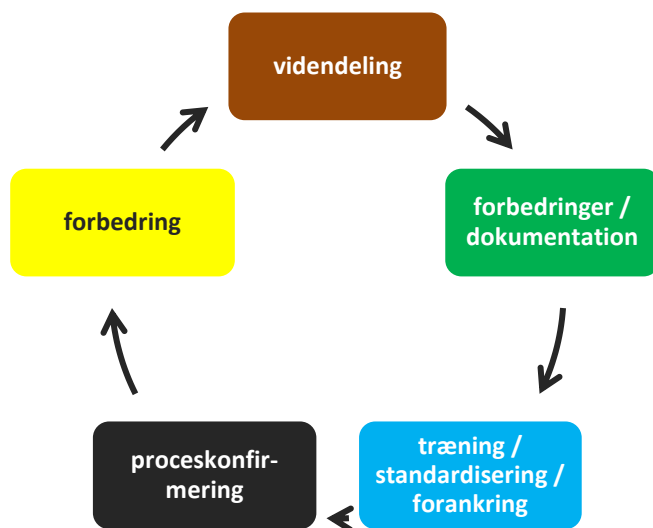 videndeling
forbedring
forbedringer /
dokumentation
proceskonfir-
mering
træning /
standardisering /
forankring